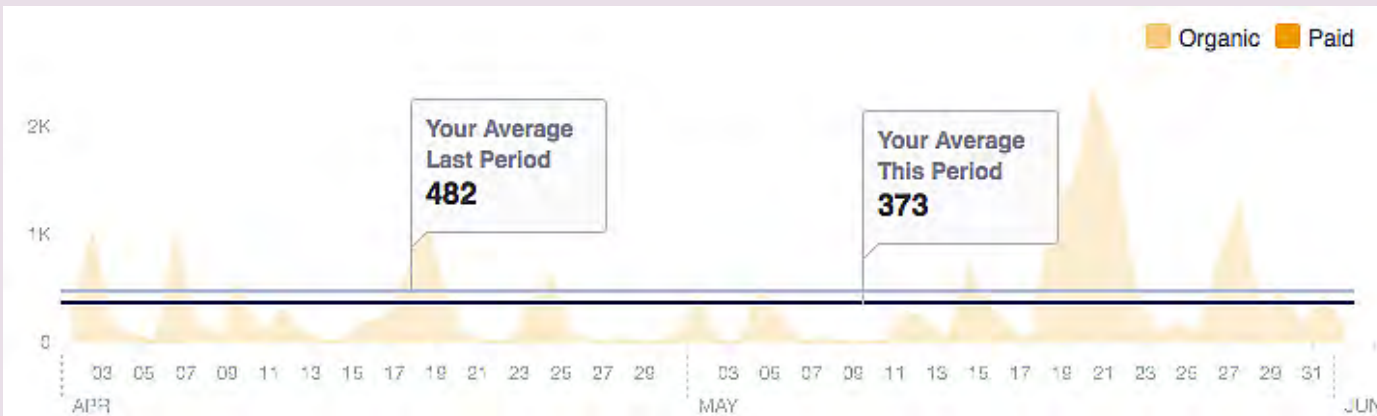 Organic Paid
Your Average
Last Period
482
Your Average
This Period
373
2K
1K
0
03 05 07 09 11 13 15 17 19 21 23 25 27 29 03 05 07 09 11 13 15 17 19 21 23 25 27 29 31
APR MAY JUN